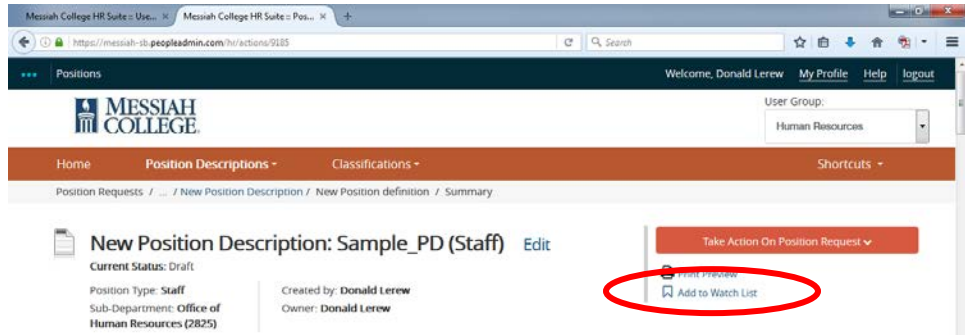 Messiah College HR Suite :: Use... ×
Messiah College HR Suite :: Pos... ×
+
https://messiah-sb.peopleadmin.com/hr/actions/9185
Search
••• Positions
Welcome, Donald Lerew My Profile Help logout
MESSIAH
COLLEGE
User Group:
Human Resources
Home Position Descriptions Classifications Shortcuts
Position Requests / ... / New Position Description / New Position definition / Summary
New Position Description: Sample_PD (Staff) Edit
Take Action On Position Request
Current Status: Draft
Print Preview
Position Type: Staff
Created by: Donald Lerew
Add to Watch List
Sub-Department: Office of
Owner: Donald Lerew
Human Resources (2825)